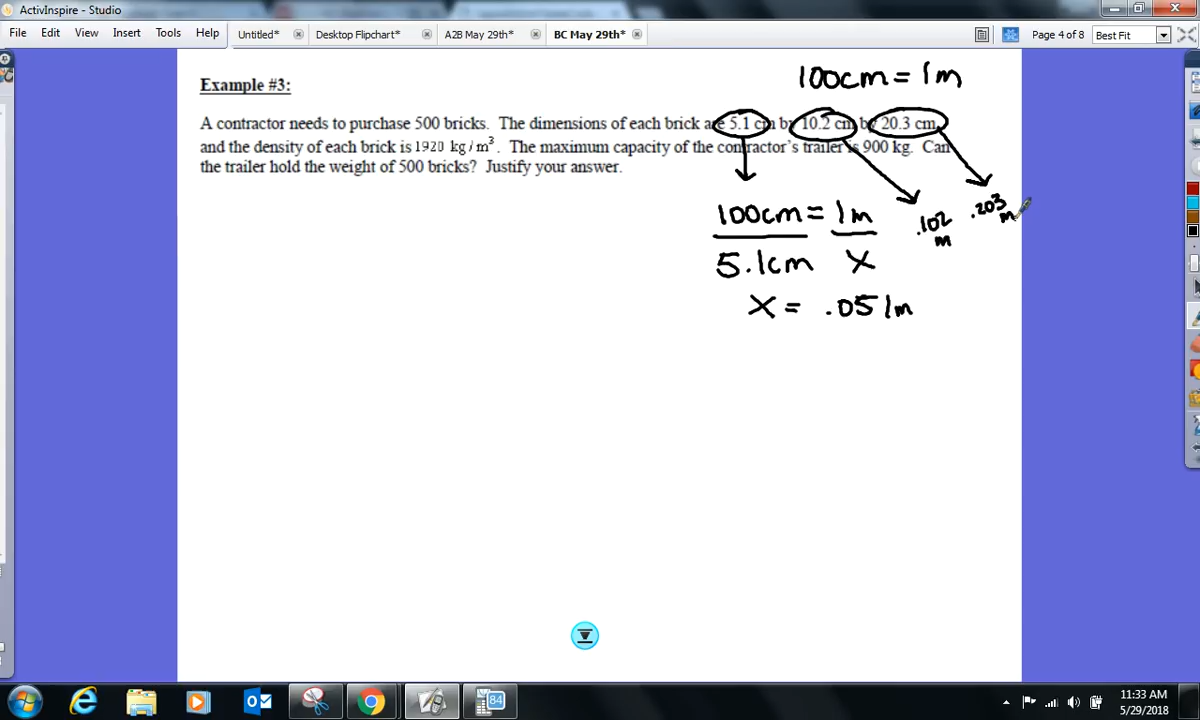 ActivInspire - Studio
File Edit View Insert Tools Help
Untitled* Desktop Flipchart* A2B May 29th* BC May 29th*
Page 4 of 8 Best Fit
100cm = 1m
Example #3:
A contractor needs to purchase 500 bricks. The dimensions of each brick are 5.1 cm by 10.2 cm by 20.3 cm,
and the density of each brick is 1920 kg/m³. The maximum capacity of the contractor's trailer is 900 kg. Can
the trailer hold the weight of 500 bricks? Justify your answer.
100cm = 1m
5.1cm x
.102 m
.203 m
x = .051m
84
11:33 AM
5/29/2018